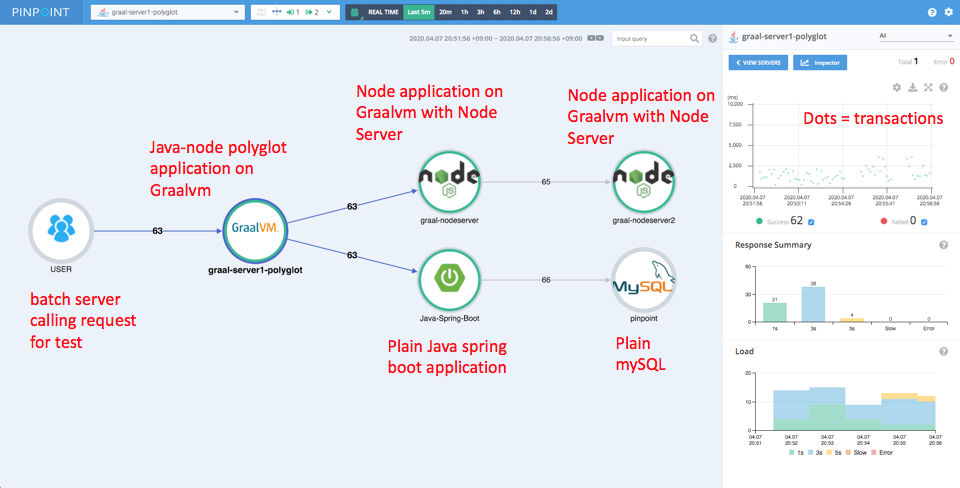 PINPOINT
graal-server1-polyglot
1
2
REAL TIME
Last 5m
20m
1h
3h
6h
12h
1d
2d
2020.04.07 20:51:56 +09:00 ~ 2020.04.07 20:56:56 +09:00
Input query
Java-node polyglot
application on
Graalvm
Node application on
Graalvm with Node
Server
Node application on
Graalvm with Node
Server
63
63
63
65
66
GraalVM.
node
JS
node
JS
MySQL
USER
graal-server1-polyglot
graal-nodeserver
graal-nodeserver2
Java-Spring-Boot
pinpoint
batch server
calling request
for test
Plain Java spring
boot application
Plain
mySQL
graal-server1-polyglot
All
VIEW SERVERS
Inspector
Total 1
Error 0
(ms)
10,000
7,500
5,000
2,500
0
Dots = transactions
2020.04.07 2020.04.07 2020.04.07 2020.04.07 2020.04.07
20:51:56 20:53:11 20:54:26 20:55:41 20:56:56
Success 62
Failed 0
Response Summary
60
30
0
21
38
4
0
0
1s
3s
5s
Slow
Error
Load
20
10
0
04.07 04.07 04.07 04.07 04.07 04.07
20:51 20:52 20:53 20:54 20:55 20:56
1s
3s
5s
Slow
Error